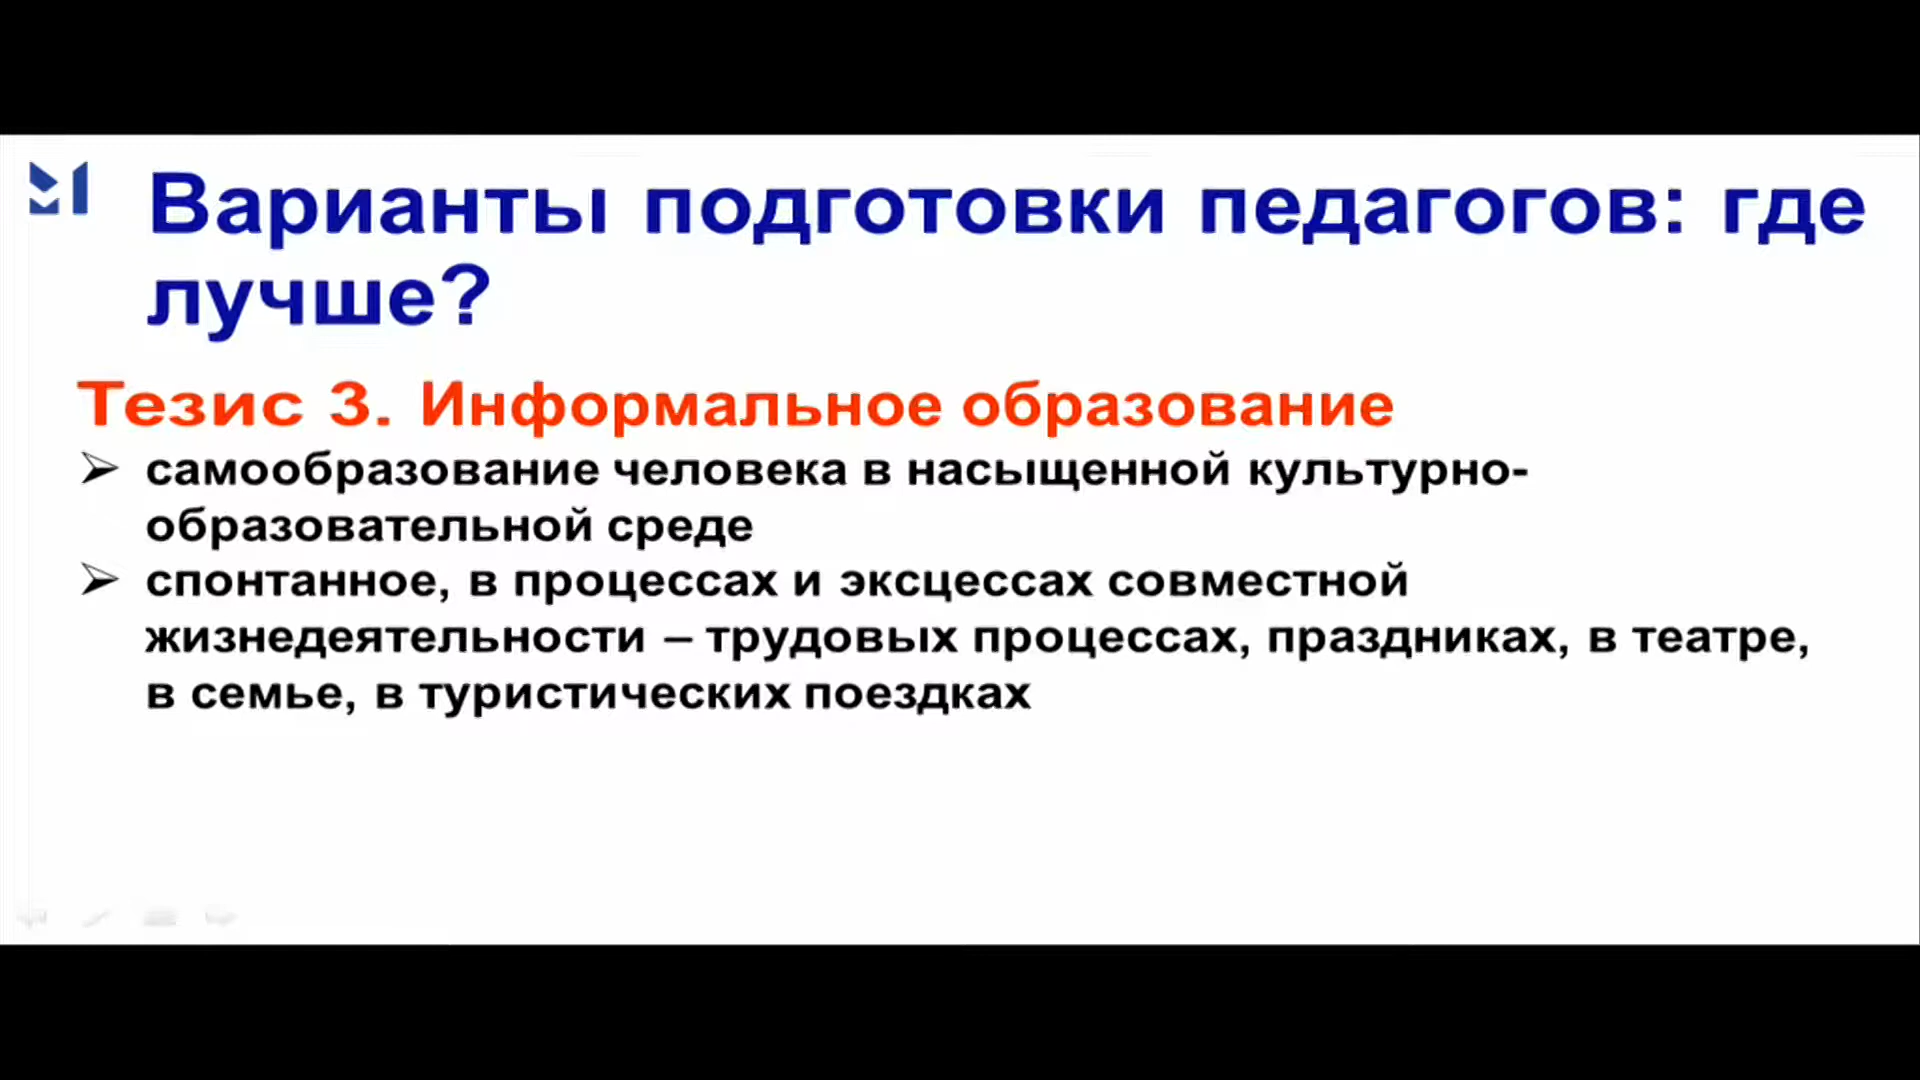 Варианты подготовки педагогов: где
лучше?
Тезис 3. Информальное образование
самообразование человека в насыщенной культурно-
образовательной среде
спонтанное, в процессах и эксцессах совместной
жизнедеятельности – трудовых процессах, праздниках, в театре,
в семье, в туристических поездках